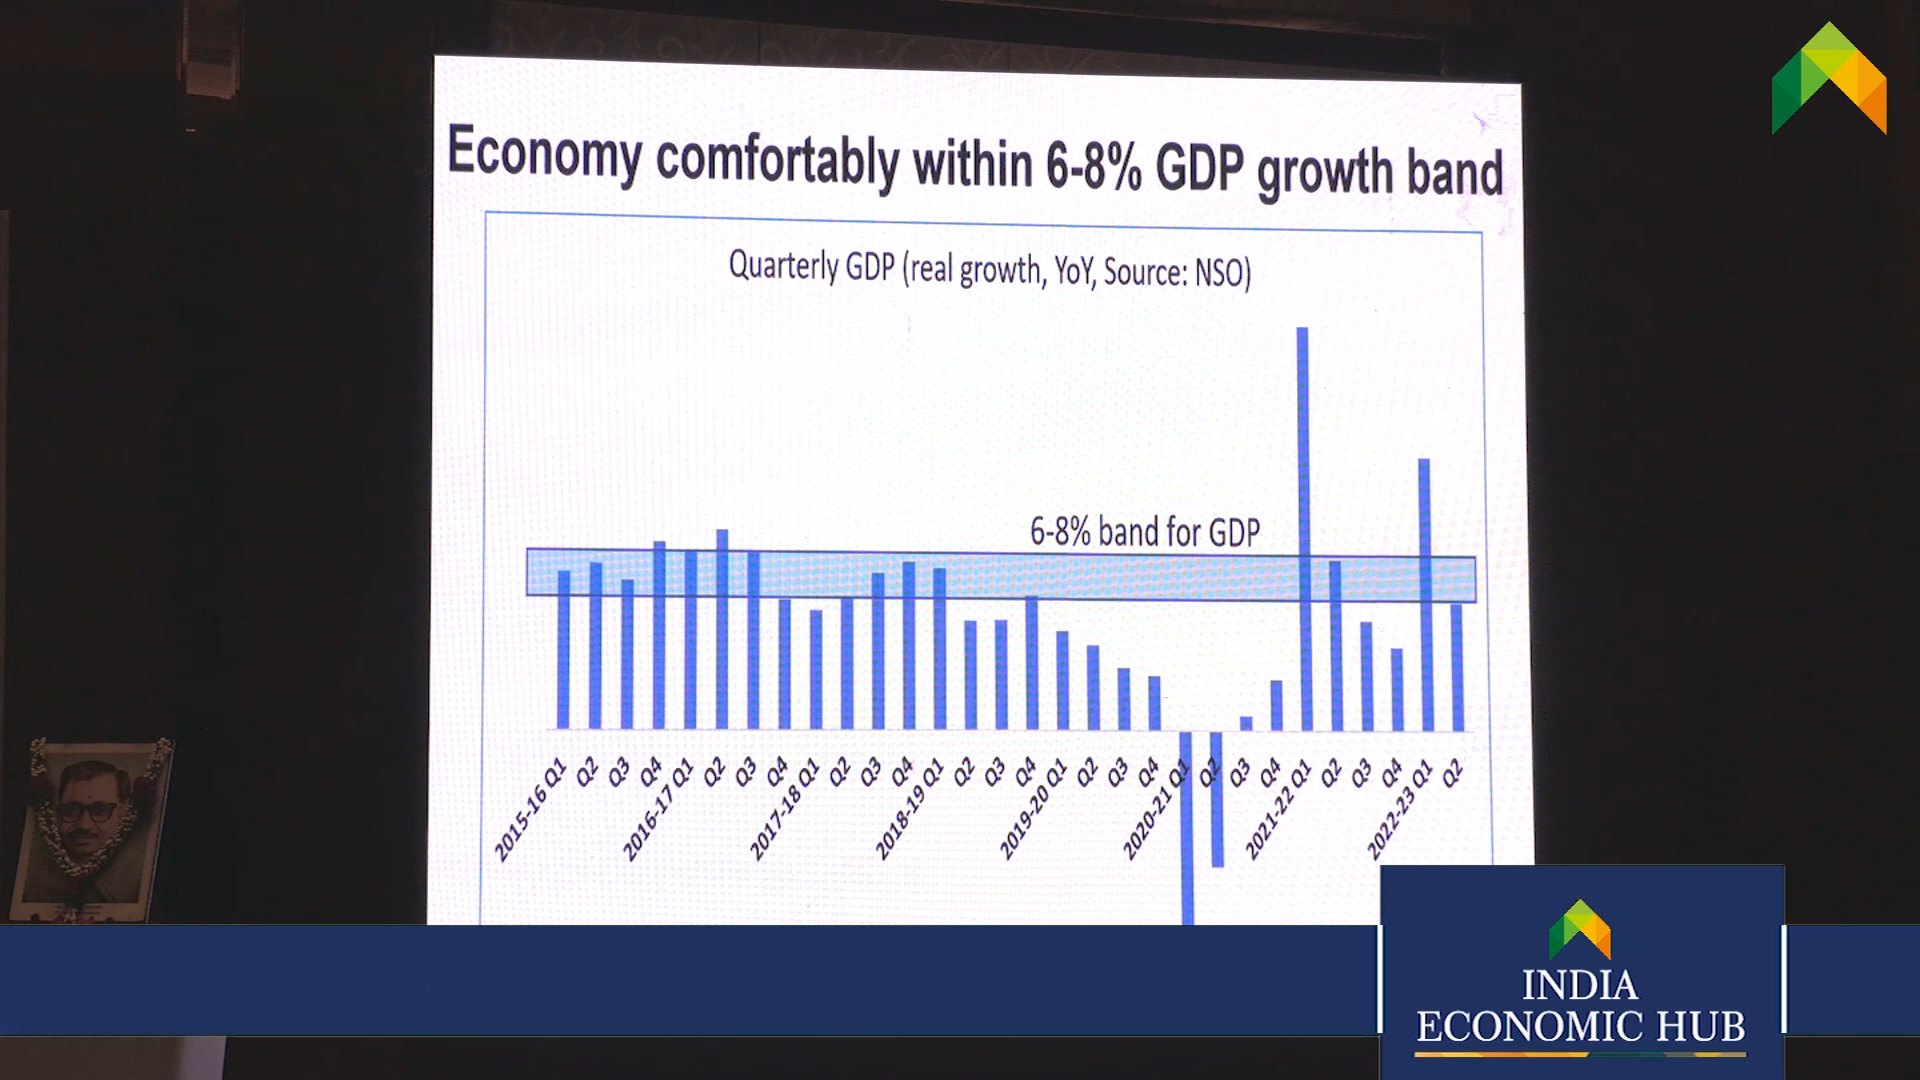 Economy comfortably within 6-8% GDP growth band
Quarterly GDP (real growth, YoY, Source: NSO)
6-8% band for GDP
2015-16 Q1
Q2
Q3
Q4
2016-17 Q1
Q2
Q3
Q4
2017-18 Q1
Q2
Q3
Q4
2018-19 Q1
Q2
Q3
Q4
2019-20 Q1
Q2
Q3
Q4
2020-21 Q1
Q2
Q3
Q4
2021-22 Q1
Q2
Q3
Q4
2022-23 Q1
Q2
INDIA
ECONOMIC HUB